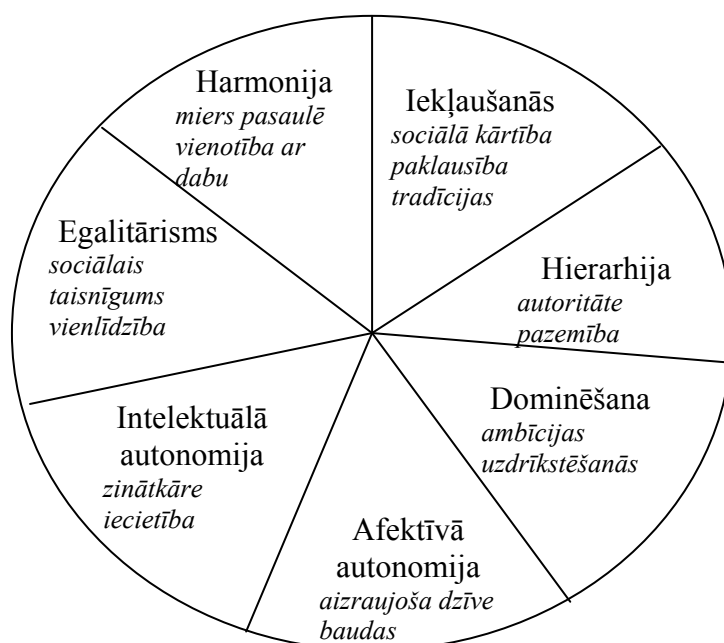 Harmonija
miers pasaulē
vienotība ar
dabu
Iekļaušanās
sociālā kārtība
paklausība
tradīcijas
Egalitārisms
sociālais
taisnīgums
vienlīdzība
Hierarhija
autoritāte
pazemība
Intelektuālā
autonomija
zinātkāre
iecietība
Dominēšana
ambīcijas
uzdrīkstēšanās
Afektīvā
autonomija
aizraujoša dzīve
baudas